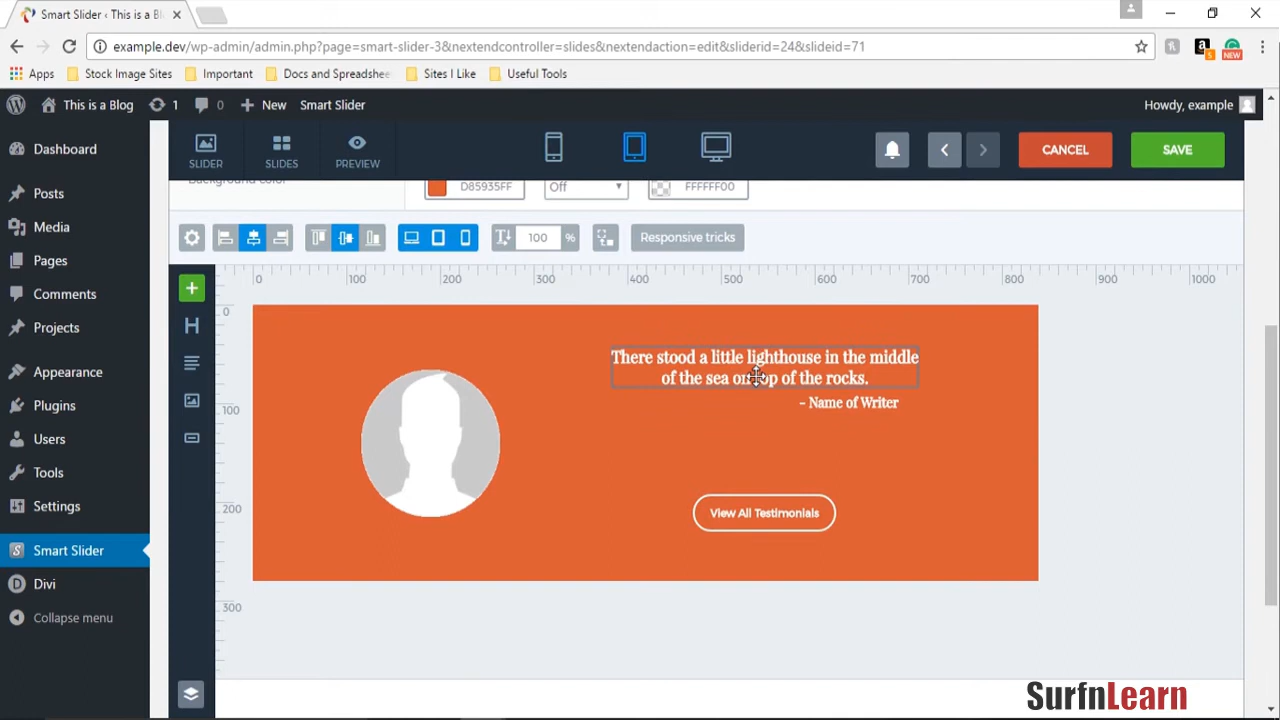 Smart Slider ‹ This is a Bl
example.dev/wp-admin/admin.php?page=smart-slider-3&nextendcontroller=slides&nextendaction=edit&sliderid=24&slideid=71
5
NEW
Apps Stock Image Sites Important Docs and Spreadshee Sites I Like Useful Tools
This is a Blog 1 0 New Smart Slider Howdy, example
Dashboard
Posts
Media
Pages
Comments
Projects
Appearance
Plugins
Users
Tools
Settings
Smart Slider
Divi
Collapse menu
SLIDER SLIDES PREVIEW CANCEL SAVE
Background color D85935FF Off FFFFFF00
100 % Responsive tricks
0 100 200 300 400 500 600 700 800 900 1000
0
100
200
300
There stood a little lighthouse in the middle
of the sea on top of the rocks.
- Name of Writer
View All Testimonials
SurfnLearn